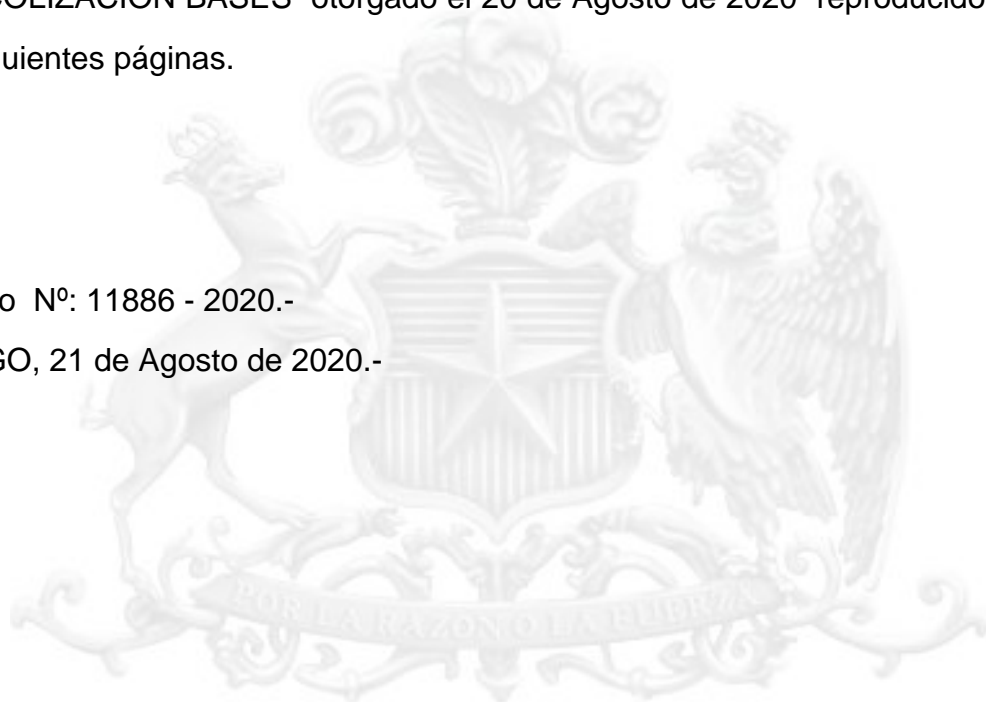 COLIZACION BASES otorgado el 20 de Agosto de 2020 reproducido
uientes páginas.
o Nº: 11886 - 2020.-
GO, 21 de Agosto de 2020.-
POR LA RAZON O LA FUERZA